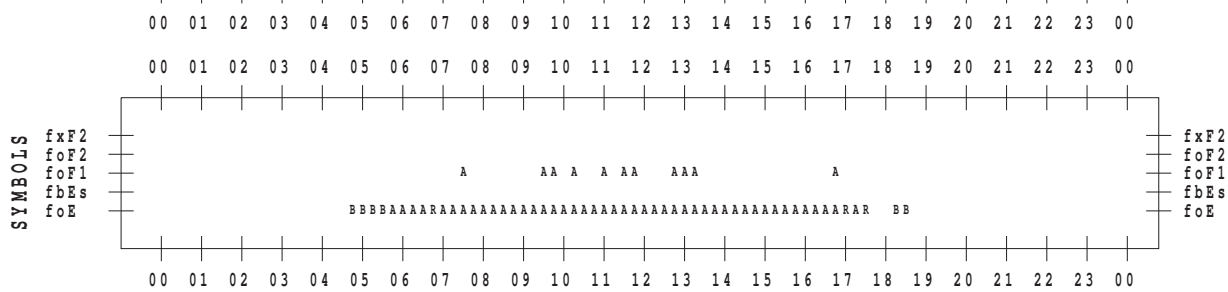 00 01 02 03 04 05 06 07 08 09 10 11 12 13 14 15 16 17 18 19 20 21 22 23 00
00 01 02 03 04 05 06 07 08 09 10 11 12 13 14 15 16 17 18 19 20 21 22 23 00
SYMBOLS
fxF2 fxF2
foF2 foF2
foF1 A AA A A AA AAA A foF1
fbEs fbEs
foE BBBBAAAARAAAAAAAAAAAAAAAAAAAAAAAAAAAAAAAAAAAAAAAARAR BB foE
00 01 02 03 04 05 06 07 08 09 10 11 12 13 14 15 16 17 18 19 20 21 22 23 00